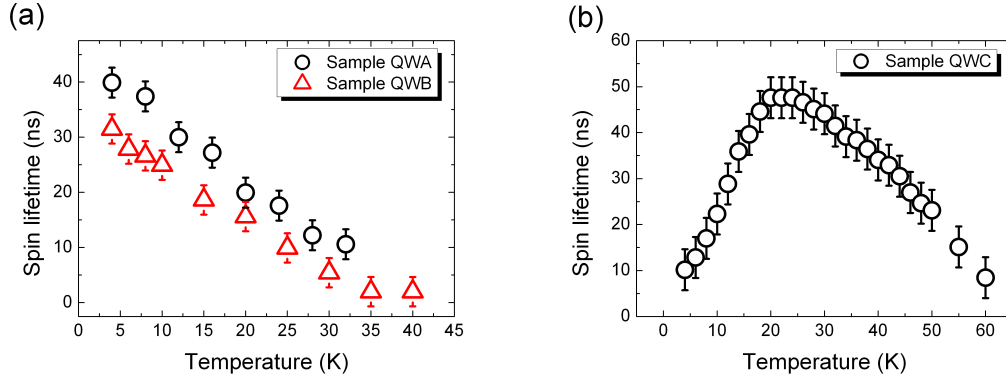 (a)
Sample QWA
Sample QWB
Spin lifetime (ns)
40
30
20
10
0
0 5 10 15 20 25 30 35 40 45
Temperature (K)
(b)
Sample QWC
Spin lifetime (ns)
60
50
40
30
20
10
0
0 10 20 30 40 50 60
Temperature (K)